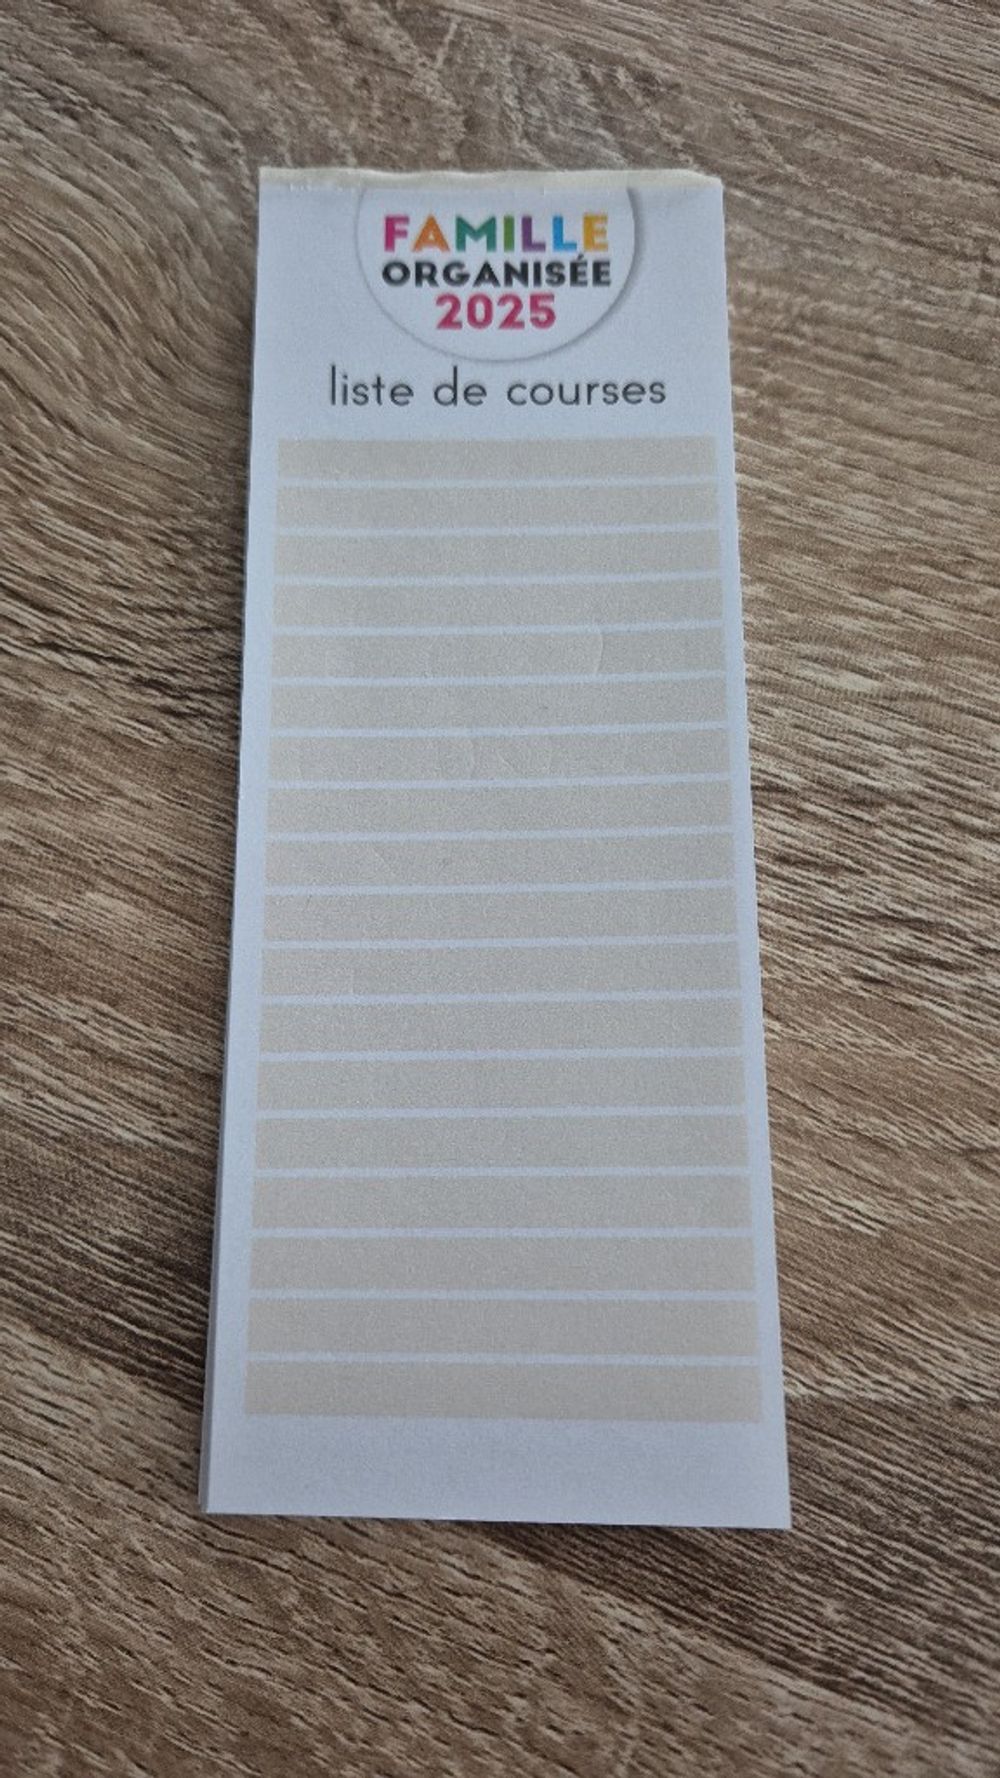 FAMILLE
ORGANISÉE
2025
liste de courses